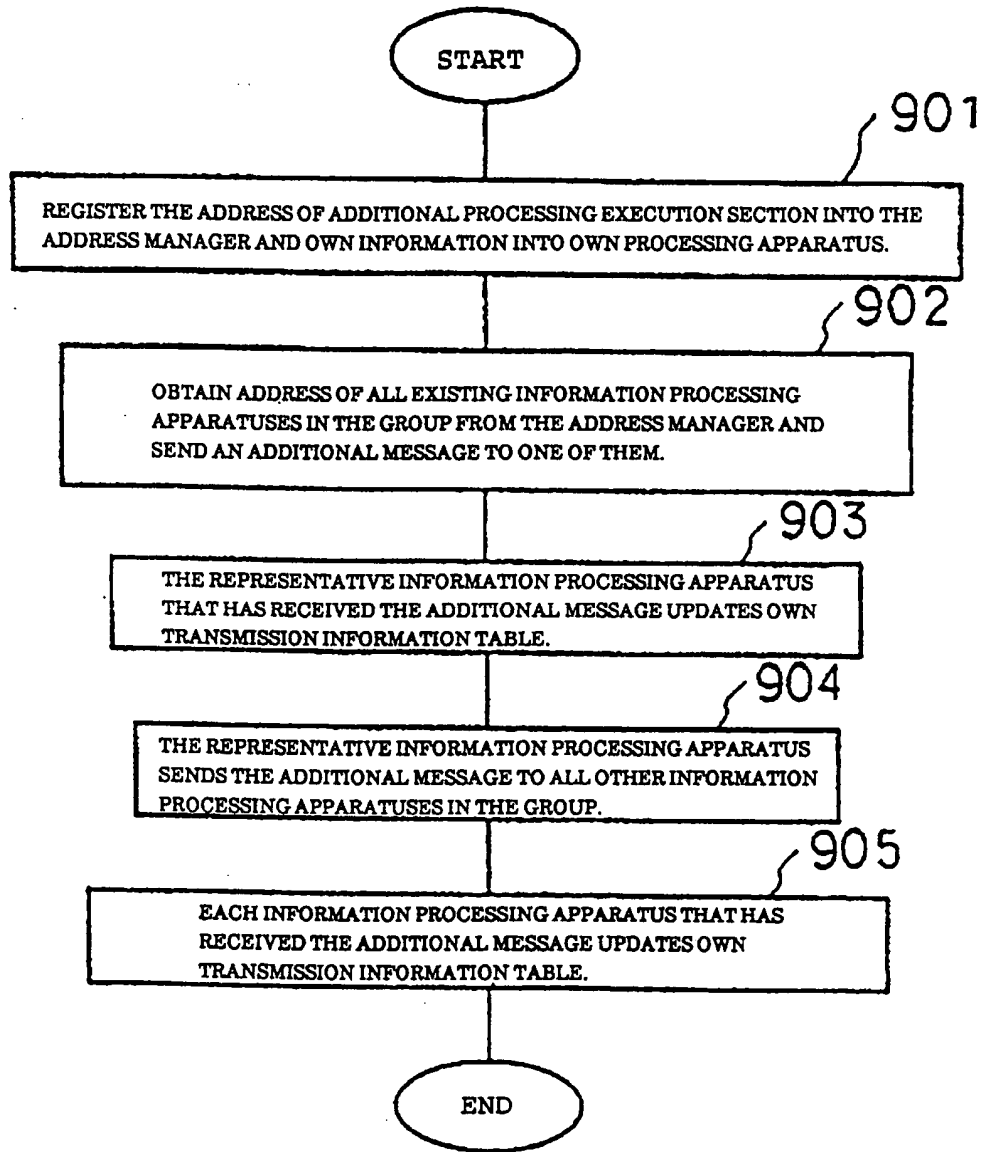 START
901
REGISTER THE ADDRESS OF ADDITIONAL PROCESSING EXECUTION SECTION INTO THE
ADDRESS MANAGER AND OWN INFORMATION INTO OWN PROCESSING APPARATUS.
902
OBTAIN ADDRESS OF ALL EXISTING INFORMATION PROCESSING
APPARATUSES IN THE GROUP FROM THE ADDRESS MANAGER AND
SEND AN ADDITIONAL MESSAGE TO ONE OF THEM.
903
THE REPRESENTATIVE INFORMATION PROCESSING APPARATUS
THAT HAS RECEIVED THE ADDITIONAL MESSAGE UPDATES OWN
TRANSMISSION INFORMATION TABLE.
904
THE REPRESENTATIVE INFORMATION PROCESSING APPARATUS
SENDS THE ADDITIONAL MESSAGE TO ALL OTHER INFORMATION
PROCESSING APPARATUSES IN THE GROUP.
905
EACH INFORMATION PROCESSING APPARATUS THAT HAS
RECEIVED THE ADDITIONAL MESSAGE UPDATES OWN
TRANSMISSION INFORMATION TABLE.
END